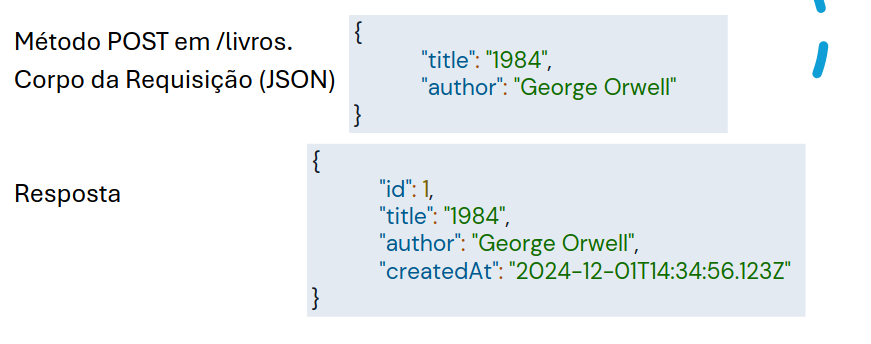 Método POST em /livros.
Corpo da Requisição (JSON)
{
"title": "1984",
"author": "George Orwell"
}
Resposta
{
"id": 1,
"title": "1984",
"author": "George Orwell",
"createdAt": "2024-12-01T14:34:56.123Z"
}